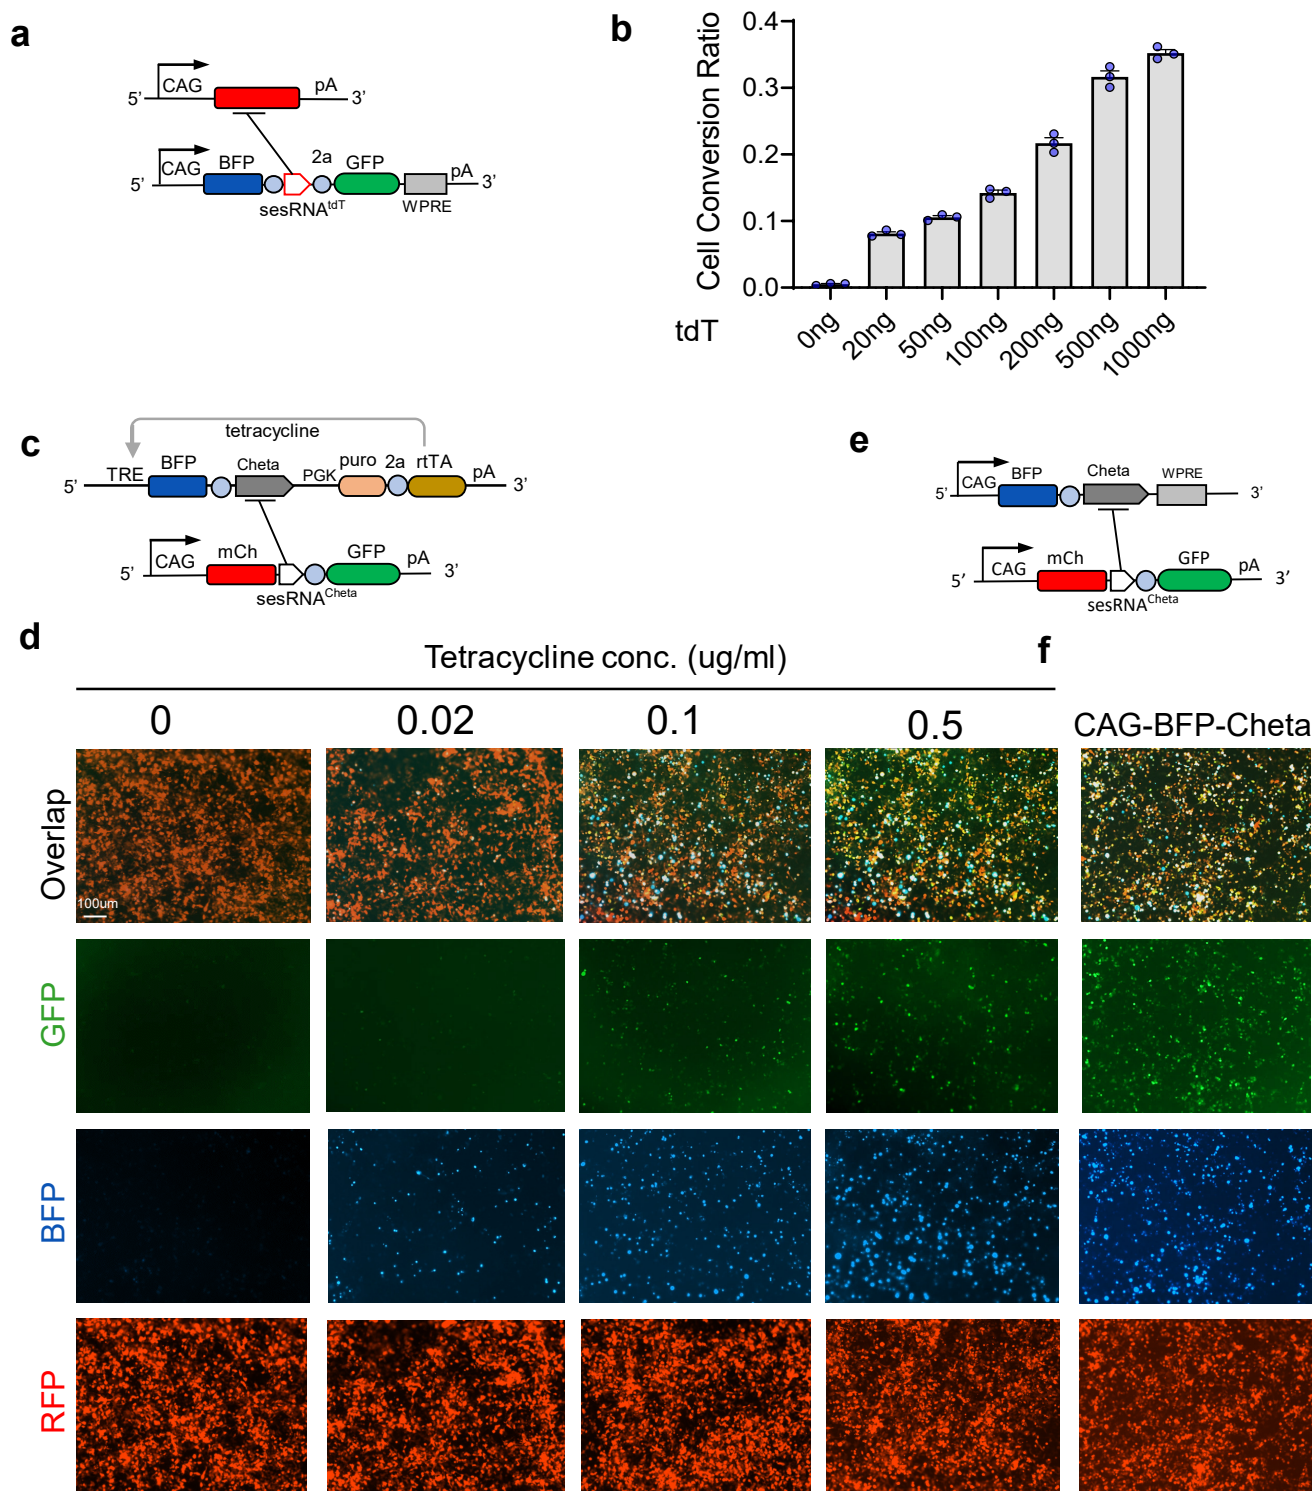 a
CAG
pA
5’
3’
CAG
BFP
2a
GFP
pA
5’
3’
sesRNAtdT
WPRE
b
Cell Conversion Ratio
0.4
0.3
0.2
0.1
0.0
tdT
0ng
20ng
50ng
100ng
200ng
500ng
1000ng
c
tetracycline
TRE
BFP
Cheta
PGK
puro
2a
rtTA
pA
5’
3’
CAG
mCh
GFP
pA
5’
3’
sesRNACheta
e
CAG
BFP
Cheta
WPRE
5’
3’
CAG
mCh
GFP
pA
5’
3’
sesRNACheta
d
Tetracycline conc. (ug/ml)
f
0
0.02
0.1
0.5
CAG-BFP-Cheta
Overlap
100um
GFP
BFP
RFP